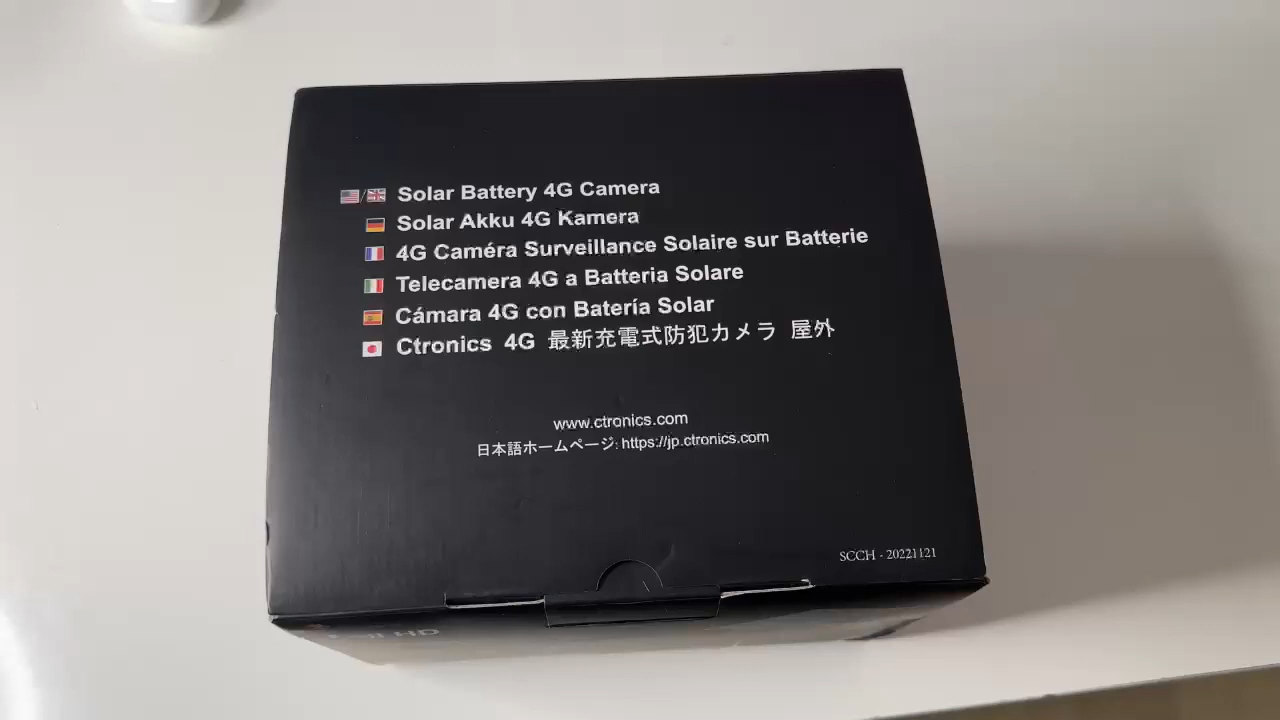 Solar Battery 4G Camera
Solar Akku 4G Kamera
4G Caméra Surveillance Solaire sur Batterie
Telecamera 4G a Batteria Solare
Cámara 4G con Batería Solar
Ctronics 4G 最新充電式防犯カメラ 屋外
www.ctronics.com
日本語ホームページ: https://jp.ctronics.com
SCCH - 20221121
HD